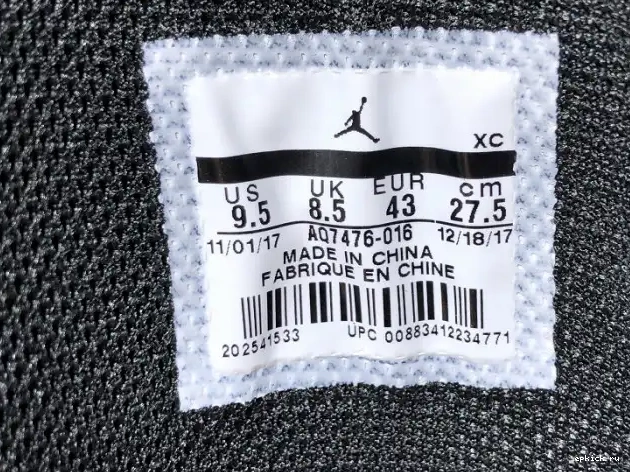 XC
US UK EUR cm
9.5 8.5 43 27.5
11/01/17 AQ7476-016 12/18/17
MADE IN CHINA
FABRIQUE EN CHINE
202541533 UPC 00883412234771